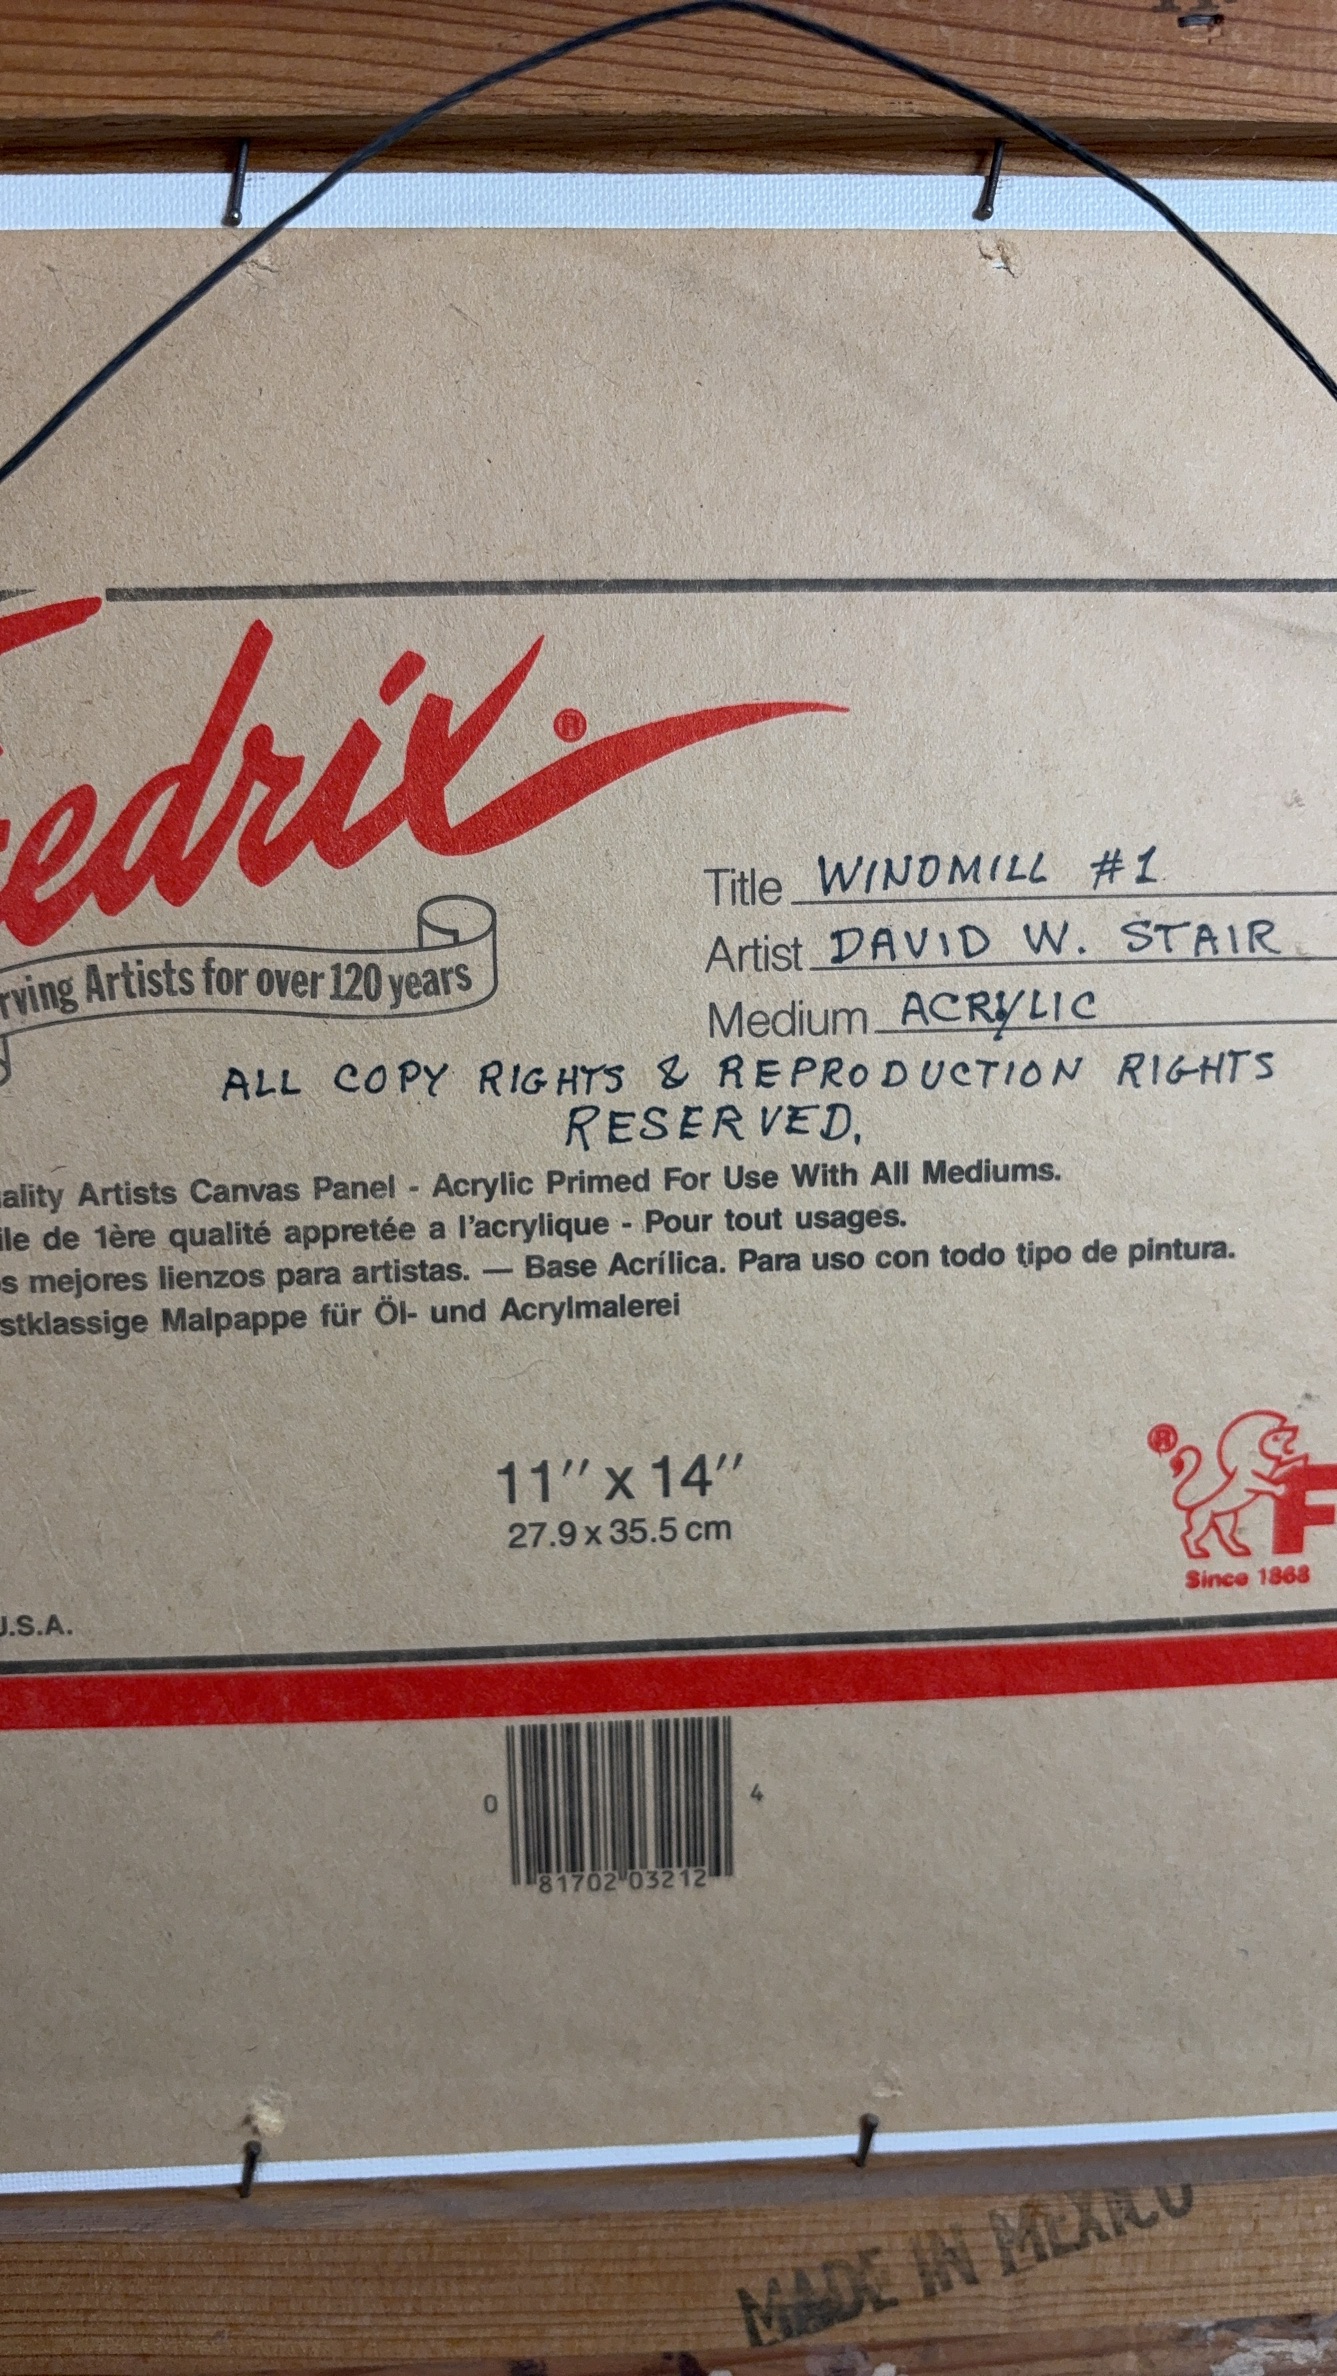 Fredrix®
Serving Artists for over 120 years
Title WINDMILL #1
Artist DAVID W. STAIR
Medium ACRYLIC
ALL COPY RIGHTS & REPRODUCTION RIGHTS
RESERVED.
ality Artists Canvas Panel - Acrylic Primed For Use With All Mediums.
ile de 1ère qualité appretée a l'acrylique - Pour tout usages.
s mejores lienzos para artistas. — Base Acrílica. Para uso con todo tipo de pintura.
stklassige Malpappe für Öl- und Acrylmalerei
11" x 14"
27.9 x 35.5 cm
® F
Since 1868
U.S.A.
0 81702 03212 4
MADE IN MEXICO